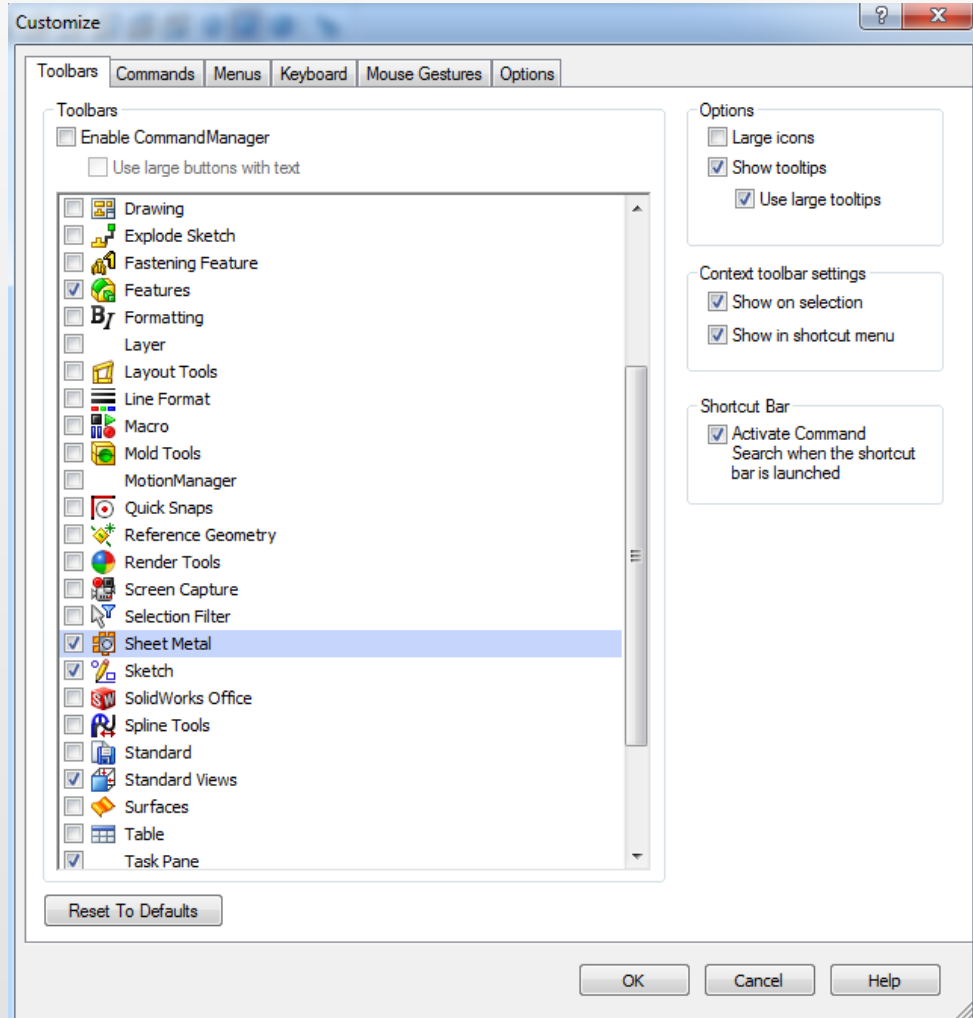 Customize
Toolbars Commands Menus Keyboard Mouse Gestures Options
Toolbars
Enable CommandManager
Use large buttons with text
Drawing
Explode Sketch
Fastening Feature
Features
Formatting
Layer
Layout Tools
Line Format
Macro
Mold Tools
MotionManager
Quick Snaps
Reference Geometry
Render Tools
Screen Capture
Selection Filter
Sheet Metal
Sketch
SolidWorks Office
Spline Tools
Standard
Standard Views
Surfaces
Table
Task Pane
Reset To Defaults
Options
Large icons
Show tooltips
Use large tooltips
Context toolbar settings
Show on selection
Show in shortcut menu
Shortcut Bar
Activate Command
Search when the shortcut
bar is launched
OK Cancel Help